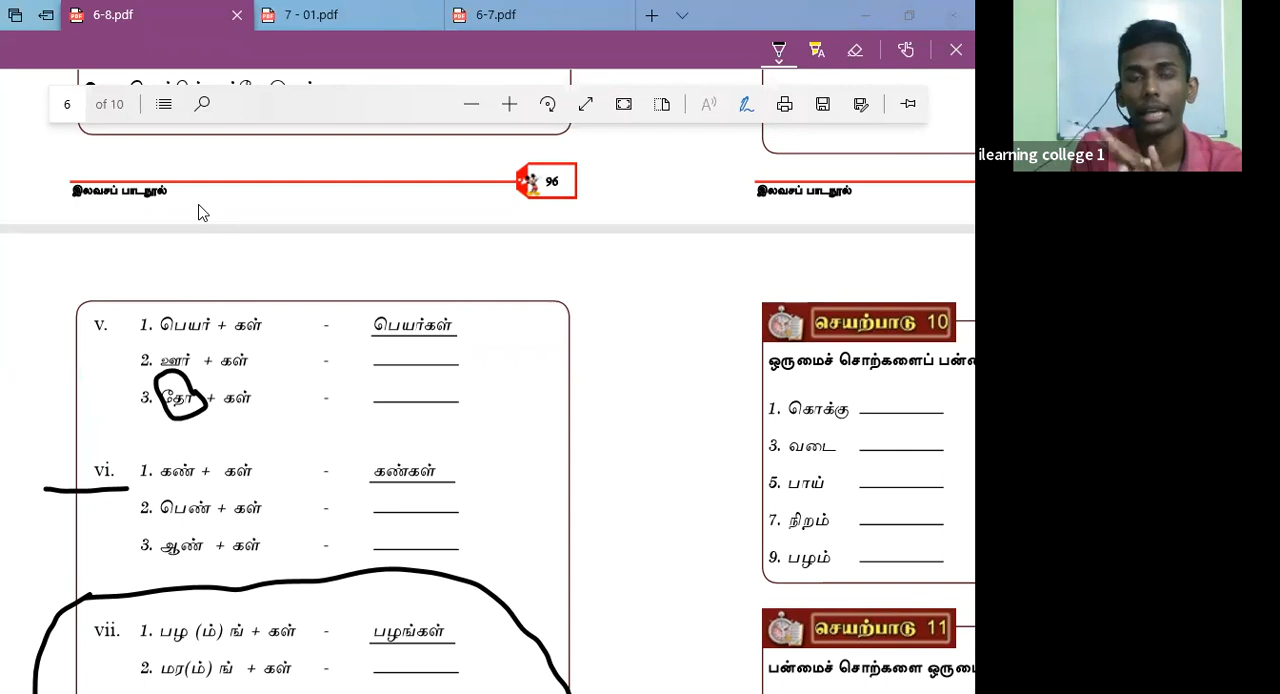 6-8.pdf
7 - 01.pdf
6-7.pdf
6 of 10
ilearning college 1
இலவசப் பாடநூல்
96
இலவசப் பாடநூல்
v. 1. பெயர் + கள் - பெயர்கள்
2. ஊர் + கள் -
3. தேர் + கள் -
vi. 1. கண் + கள் - கண்கள்
2. பெண் + கள் -
3. ஆண் + கள் -
vii. 1. பழ (ம்) ங் + கள் - பழங்கள்
2. மர(ம்) ங் + கள் -
செயற்பாடு 10
ஒருமைச் சொற்களைப்
1. கொக்கு
3. வடை
5. பாய்
7. நிறம்
9. பழம்
செயற்பாடு 11
பன்மைச் சொற்களை